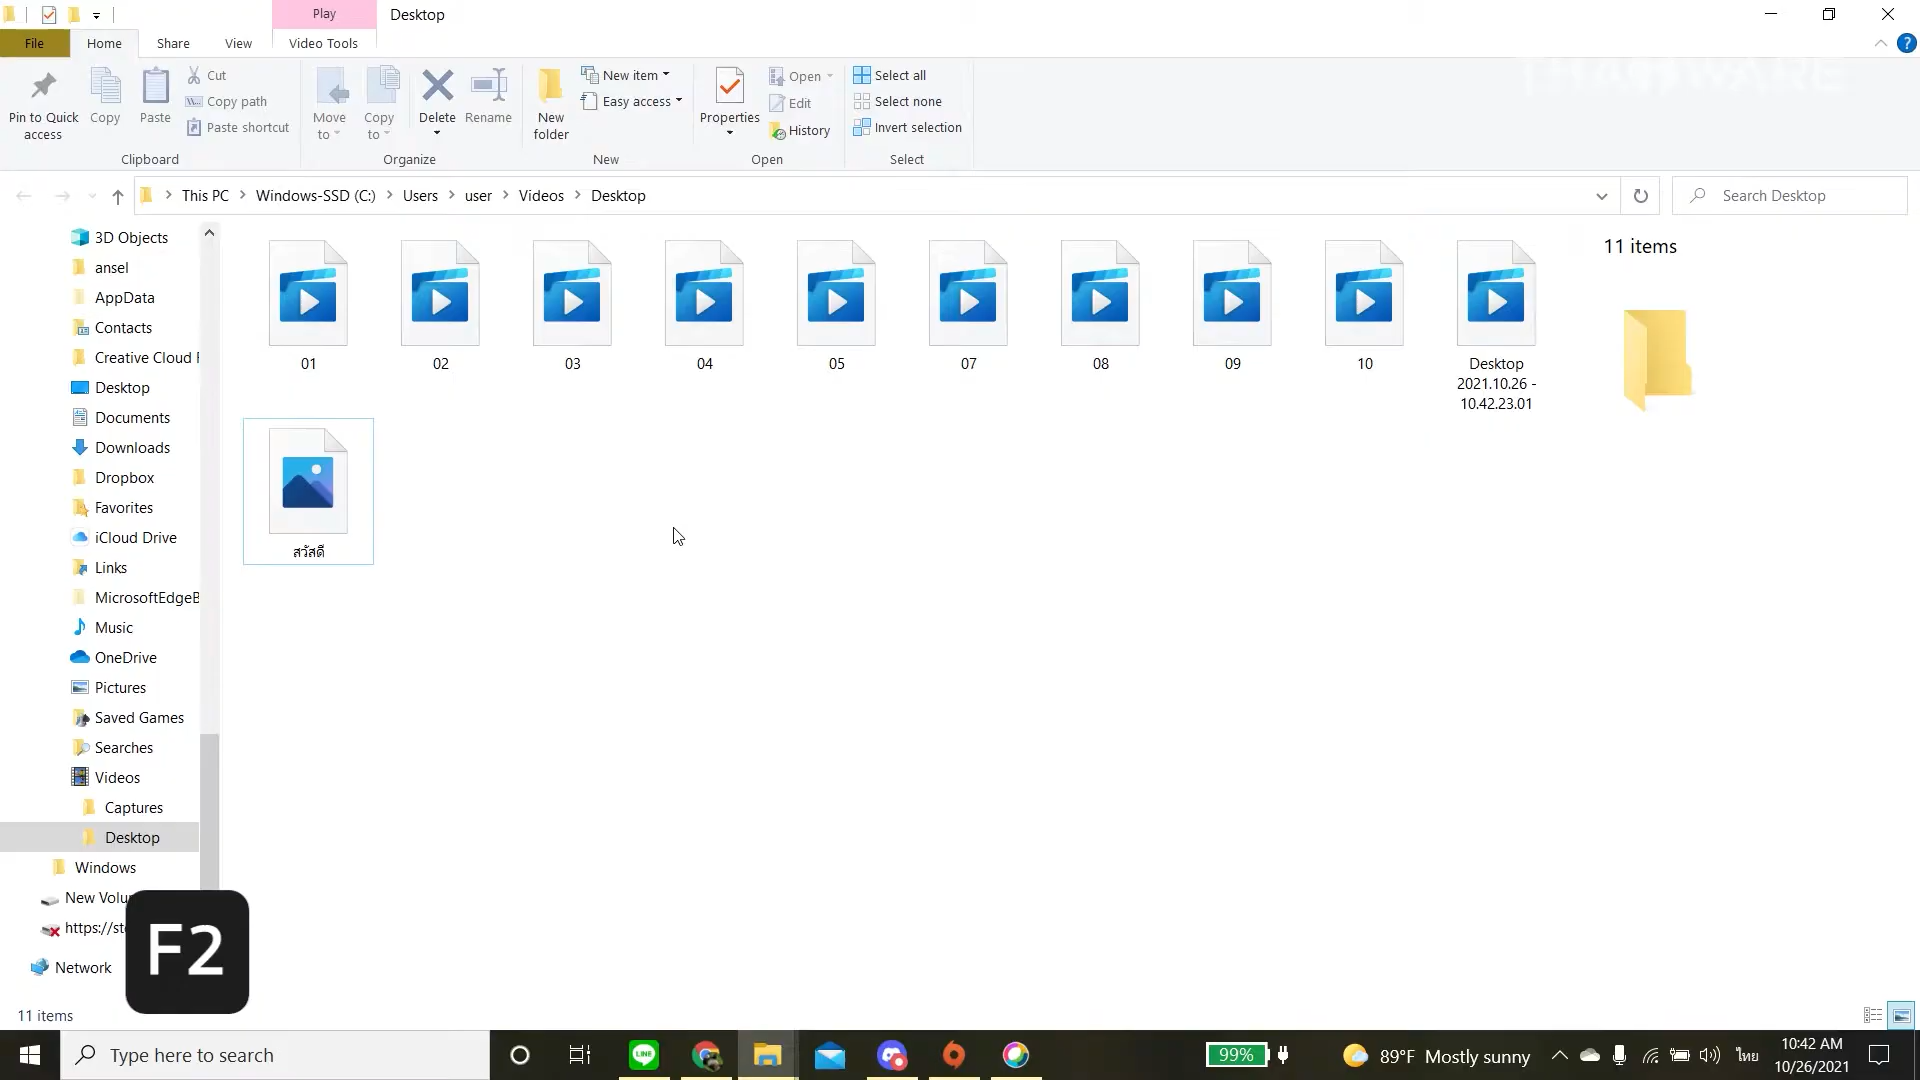 Play
Desktop
File
Home
Share
View
Video Tools
Pin to Quick access
Copy
Paste
Cut
Copy path
Paste shortcut
Move to
Copy to
Delete
Rename
New folder
New item
Easy access
Properties
Open
Edit
History
Select all
Select none
Invert selection
Clipboard
Organize
New
Open
Select
This PC
Windows-SSD (C:)
Users
user
Videos
Desktop
Search Desktop
3D Objects
ansel
AppData
Contacts
Creative Cloud F
Desktop
Documents
Downloads
Dropbox
Favorites
iCloud Drive
Links
MicrosoftEdgeB
Music
OneDrive
Pictures
Saved Games
Searches
Videos
Captures
Desktop
Windows
New Volu
https://st
Network
01
02
03
04
05
07
08
09
10
Desktop
2021.10.26 -
10.42.23.01
สวัสดี
11 items
F2
11 items
Type here to search
LINE
99%
89°F Mostly sunny
ไทย
10:42 AM
10/26/2021